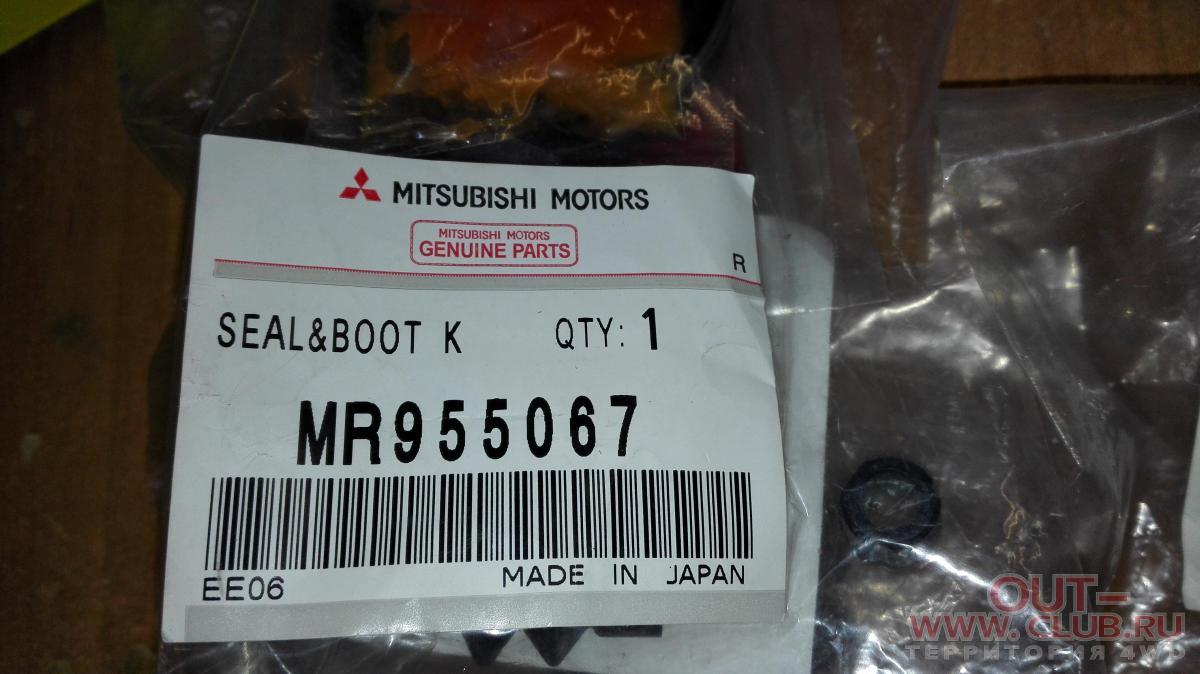 MITSUBISHI MOTORS
MITSUBISHI MOTORS
GENUINE PARTS
R
SEAL&BOOT K QTY: 1
MR955067
EE06 MADE IN JAPAN
OUT-
WWW.CLUB.RU
ТЕРРИТОРИЯ 4WD